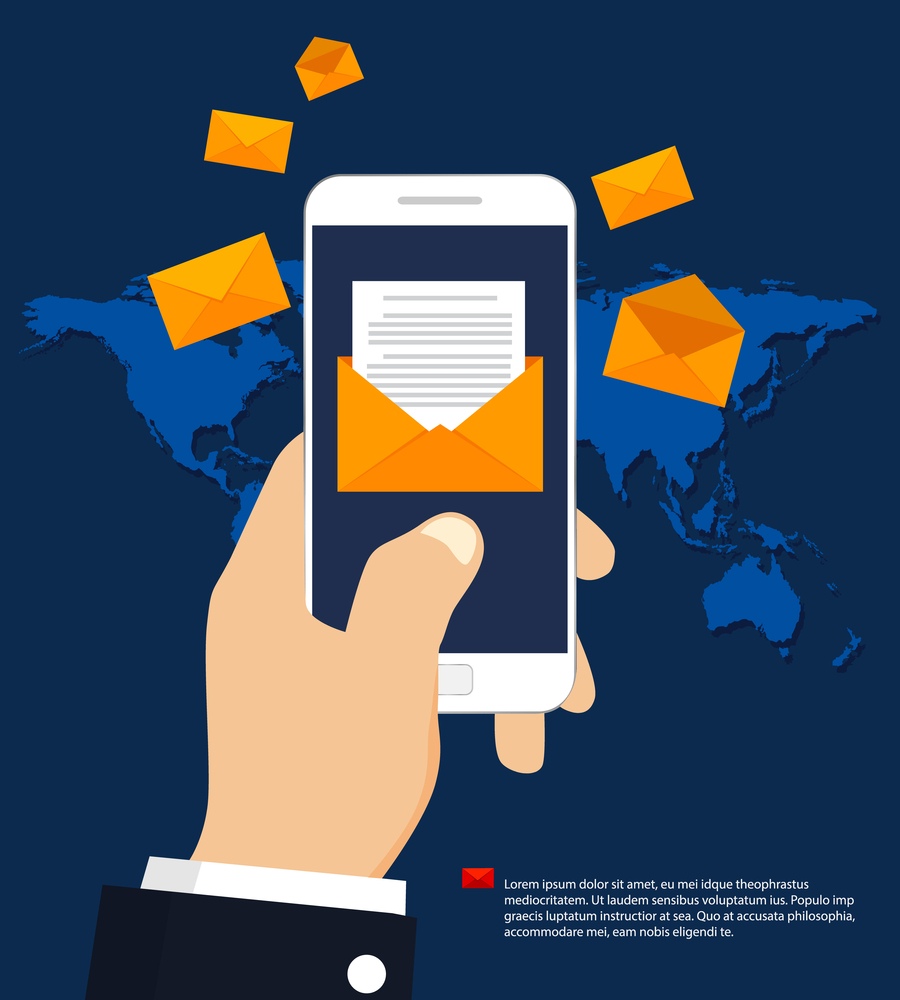 Lorem ipsum dolor sit amet, eu mei idque theophrastus
mediocritatem. Ut laudem sensibus voluptatum ius. Populo imp
graecis luptatum instructior at sea. Quo at accusata philosophia,
accommodare mei, eam nobis eligendi te.